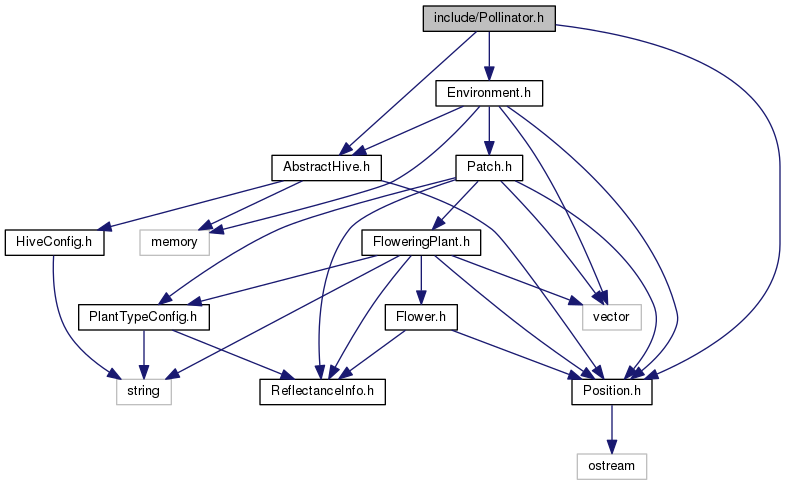 include/Pollinator.h
Environment.h
AbstractHive.h
Patch.h
HiveConfig.h
memory
FloweringPlant.h
PlantTypeConfig.h
Flower.h
vector
string
ReflectanceInfo.h
Position.h
ostream